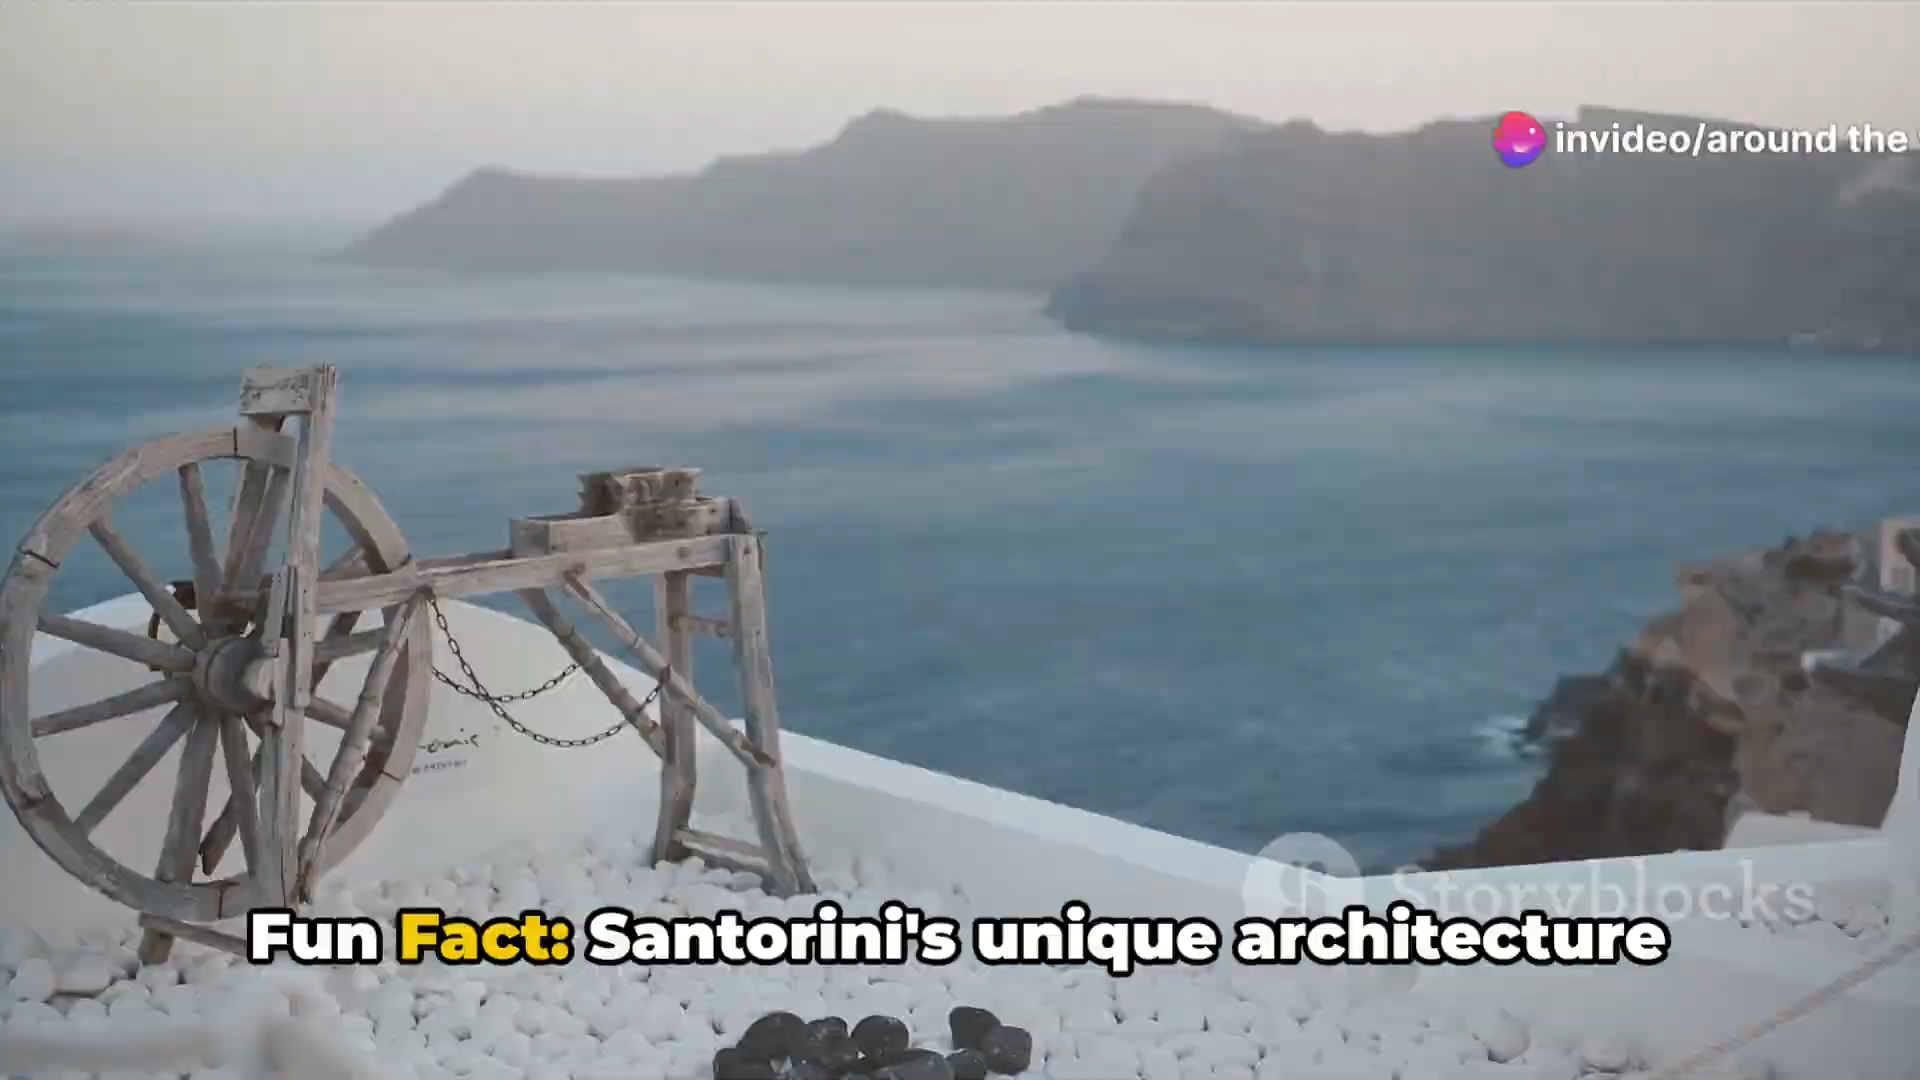 invideo/around the
Storyblocks
Fun Fact: Santorini's unique architecture